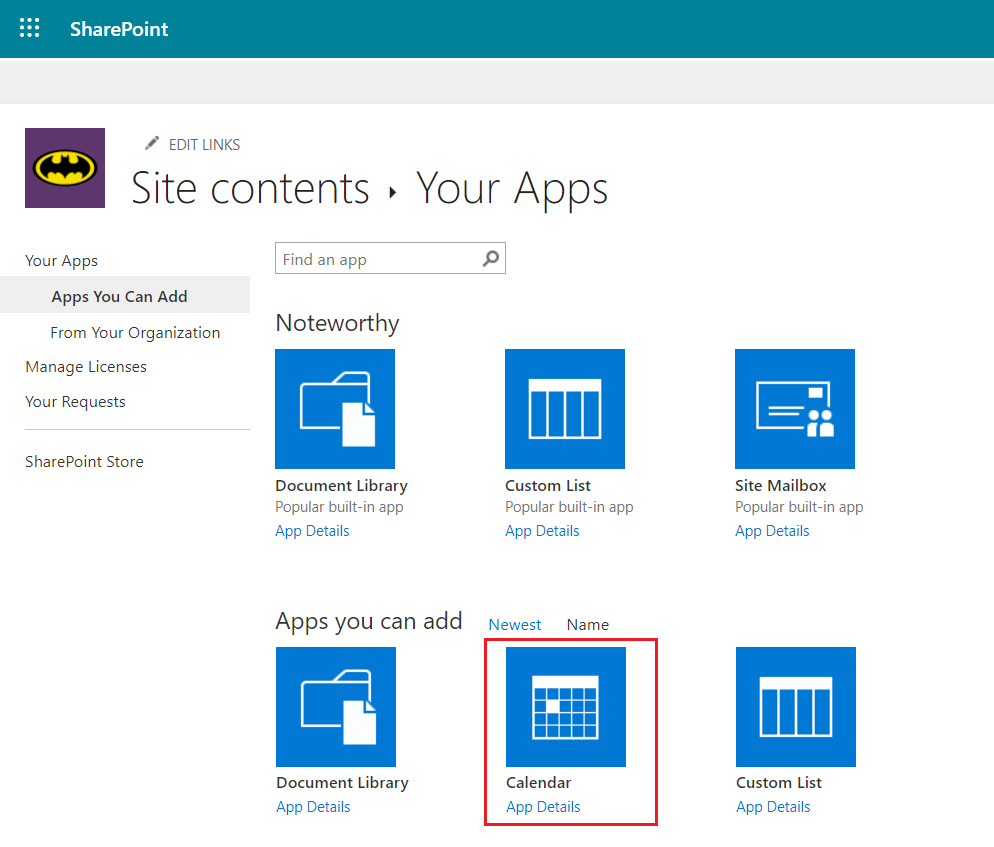 SharePoint
EDIT LINKS
Site contents ▸ Your Apps
Your Apps
Apps You Can Add
From Your Organization
Manage Licenses
Your Requests
SharePoint Store
Find an app
Noteworthy
Document Library
Popular built-in app
App Details
Custom List
Popular built-in app
App Details
Site Mailbox
Popular built-in app
App Details
Apps you can add Newest Name
Document Library
App Details
Calendar
App Details
Custom List
App Details